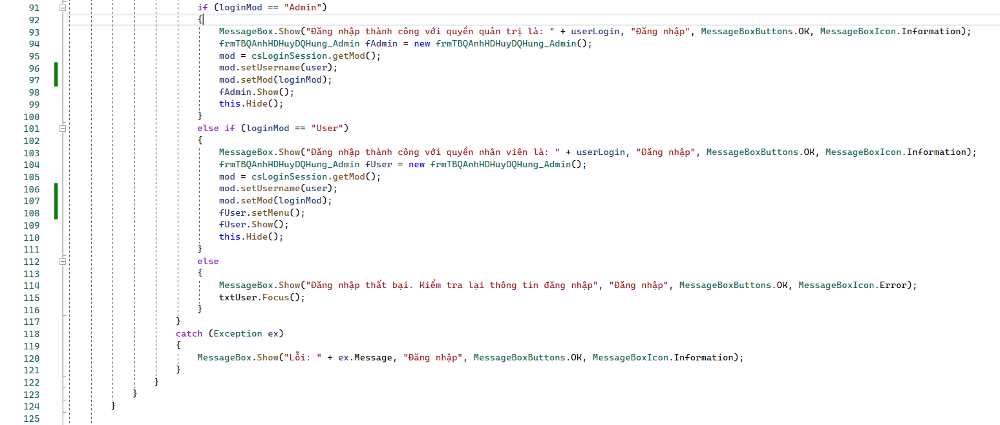 91 if (loginMod == "Admin")
92 {
93 MessageBox.Show("Đăng nhập thành công với quyền quản trị là: " + userLogin, "Đăng nhập", MessageBoxButtons.OK, MessageBoxIcon.Information);
94 frmTBQAnhHDHuyDQHung_Admin fAdmin = new frmTBQAnhHDHuyDQHung_Admin();
95 mod = csLoginSession.getMod();
96 mod.setUsername(user);
97 mod.setMod(loginMod);
98 fAdmin.Show();
99 this.Hide();
100 }
101 else if (loginMod == "User")
102 {
103 MessageBox.Show("Đăng nhập thành công với quyền nhân viên là: " + userLogin, "Đăng nhập", MessageBoxButtons.OK, MessageBoxIcon.Information);
104 frmTBQAnhHDHuyDQHung_Admin fUser = new frmTBQAnhHDHuyDQHung_Admin();
105 mod = csLoginSession.getMod();
106 mod.setUsername(user);
107 mod.setMod(loginMod);
108 fUser.setMenu();
109 fUser.Show();
110 this.Hide();
111 }
112 else
113 {
114 MessageBox.Show("Đăng nhập thất bại. Kiểm tra lại thông tin đăng nhập", "Đăng nhập", MessageBoxButtons.OK, MessageBoxIcon.Error);
115 txtUser.Focus();
116 }
117 }
118 catch (Exception ex)
119 {
120 MessageBox.Show("Lỗi: " + ex.Message, "Đăng nhập", MessageBoxButtons.OK, MessageBoxIcon.Information);
121 }
122 }
123 }
124 }
125